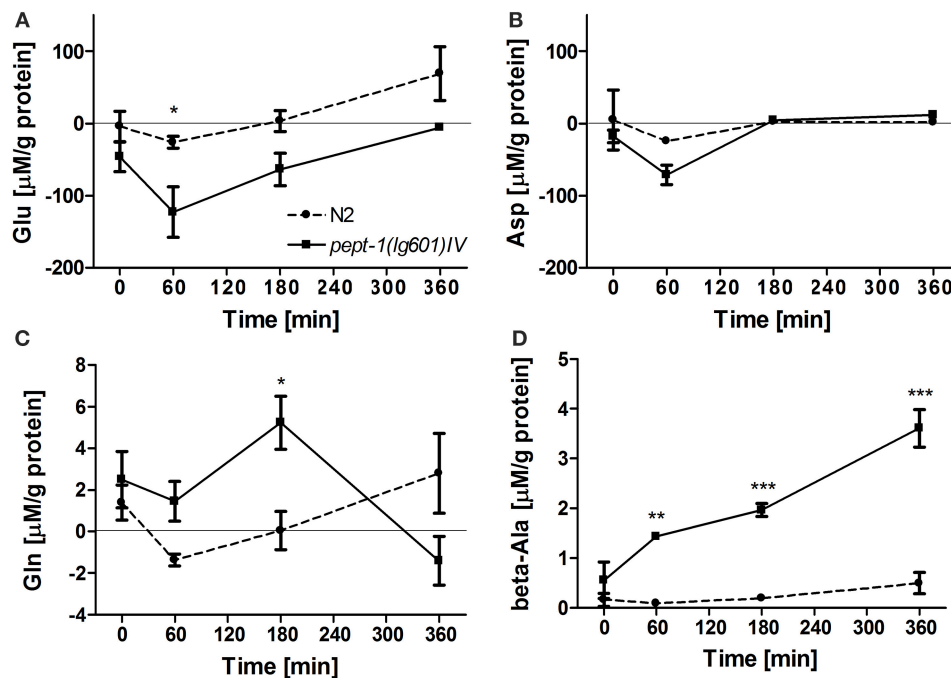 A
Glu [µM/g protein]
100
0
-100
-200
*
N2
pept-1(lg601)IV
0 60 120 180 240 300 360
Time [min]
B
Asp [µM/g protein]
100
0
-100
-200
0 60 120 180 240 300 360
Time [min]
C
Gln [µM/g protein]
8
6
4
2
0
-2
-4
*
0 60 120 180 240 300 360
Time [min]
D
beta-Ala [µM/g protein]
5
4
3
2
1
0
**
***
***
0 60 120 180 240 300 360
Time [min]